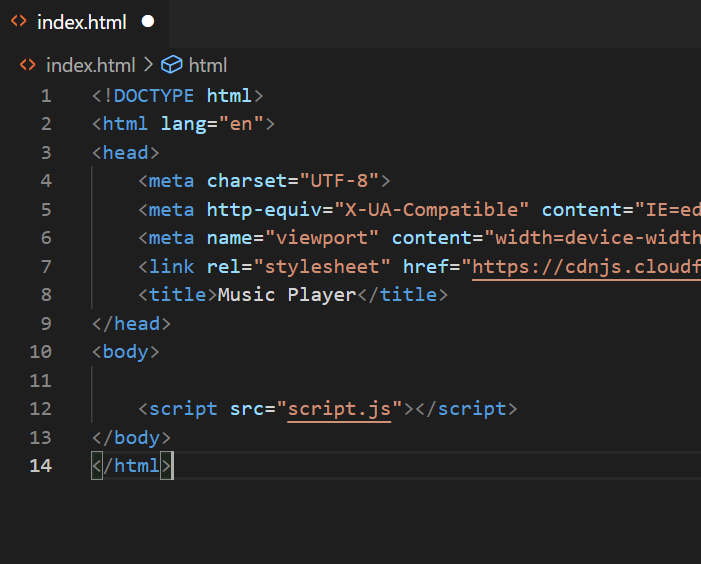 index.html
index.html > html
1 <!DOCTYPE html>
2 <html lang="en">
3 <head>
4 <meta charset="UTF-8">
5 <meta http-equiv="X-UA-Compatible" content="IE=ed
6 <meta name="viewport" content="width=device-width
7 <link rel="stylesheet" href="https://cdnjs.cloudf
8 <title>Music Player</title>
9 </head>
10 <body>
11
12 <script src="script.js"></script>
13 </body>
14 </html>